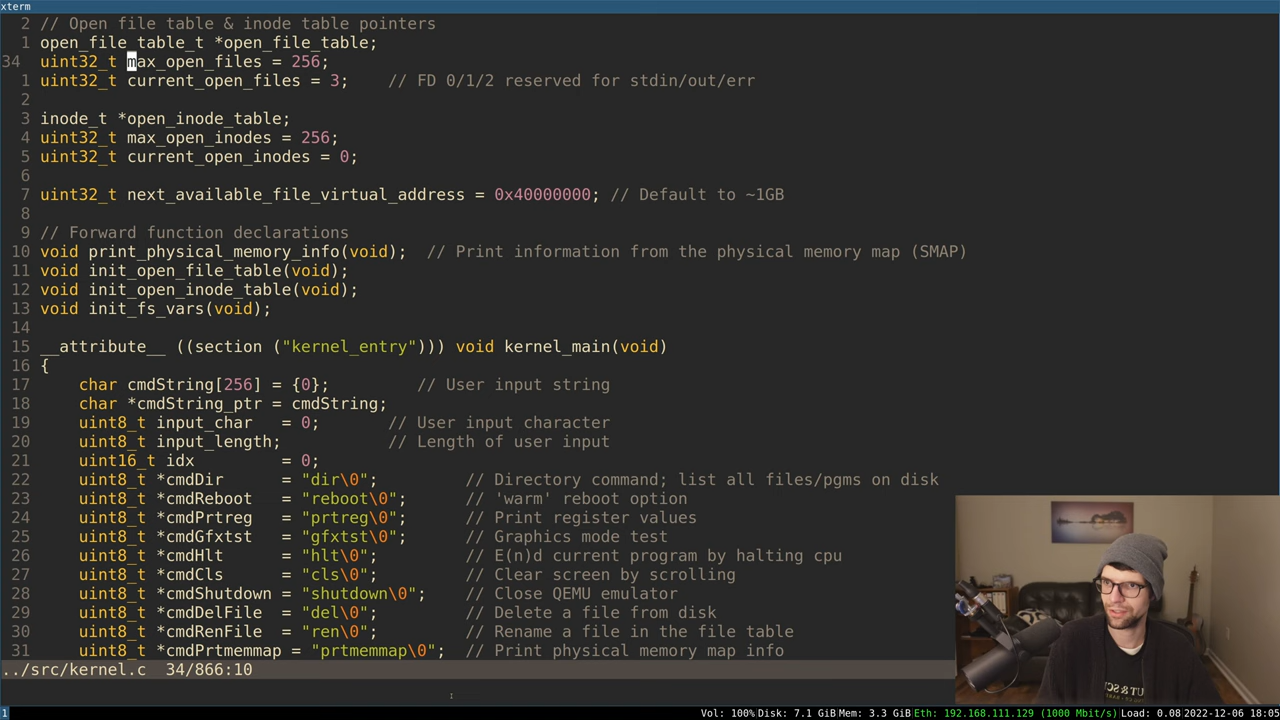 xterm
2 // Open file table & inode table pointers
1 open_file_table_t *open_file_table;
34 uint32_t max_open_files = 256;
1 uint32_t current_open_files = 3;    // FD 0/1/2 reserved for stdin/out/err
2
3 inode_t *open_inode_table;
4 uint32_t max_open_inodes = 256;
5 uint32_t current_open_inodes = 0;
6
7 uint32_t next_available_file_virtual_address = 0x40000000; // Default to ~1GB
8
9 // Forward function declarations
10 void print_physical_memory_info(void);  // Print information from the physical memory map (SMAP)
11 void init_open_file_table(void);
12 void init_open_inode_table(void);
13 void init_fs_vars(void);
14
15 __attribute__ ((section ("kernel_entry"))) void kernel_main(void)
16 {
17     char cmdString[256] = {0};         // User input string
18     char *cmdString_ptr = cmdString;
19     uint8_t input_char   = 0;       // User input character
20     uint8_t input_length;           // Length of user input
21     uint16_t idx         = 0;
22     uint8_t *cmdDir      = "dir\0";         // Directory command; list all files/pgms on disk
23     uint8_t *cmdReboot   = "reboot\0";      // 'warm' reboot option
24     uint8_t *cmdPrtreg   = "prtreg\0";      // Print register values
25     uint8_t *cmdGfxtst   = "gfxtst\0";      // Graphics mode test
26     uint8_t *cmdHlt      = "hlt\0";         // E(n)d current program by halting cpu
27     uint8_t *cmdCls      = "cls\0";         // Clear screen by scrolling
28     uint8_t *cmdShutdown = "shutdown\0";    // Close QEMU emulator
29     uint8_t *cmdDelFile  = "del\0";         // Delete a file from disk
30     uint8_t *cmdRenFile  = "ren\0";         // Rename a file in the file table
31     uint8_t *cmdPrtmemmap = "prtmemmap\0";  // Print physical memory map info
../src/kernel.c  34/866:10
1 Vol: 100% Disk: 7.1 GiB Mem: 3.3 GiB Eth: 192.168.111.129 (1000 Mbit/s) Load: 0.08 2022-12-06 18:05